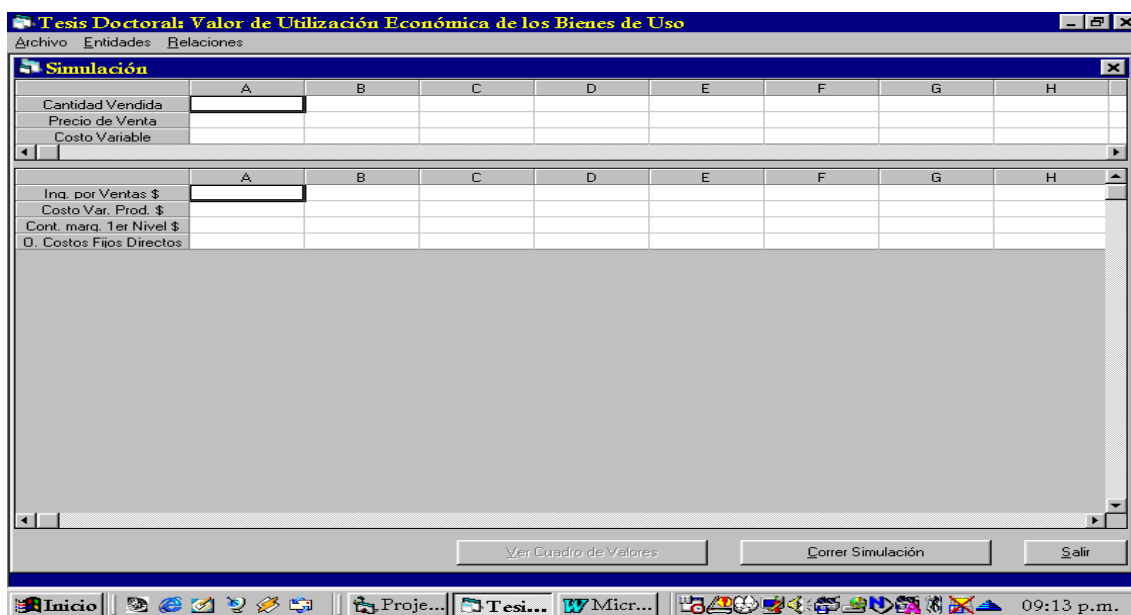 Tesis Doctoral: Valor de Utilización Económica de los Bienes de Uso
Archivo Entidades Relaciones
Simulación
A B C D E F G H
Cantidad Vendida
Precio de Venta
Costo Variable
A B C D E F G H
Ing. por Ventas $
Costo Var. Prod. $
Cont. marg. 1er Nivel $
O. Costos Fijos Directos
Ver Cuadro de Valores Correr Simulación Salir
Inicio Proje... Tesi... Micr... 09:13 p.m.